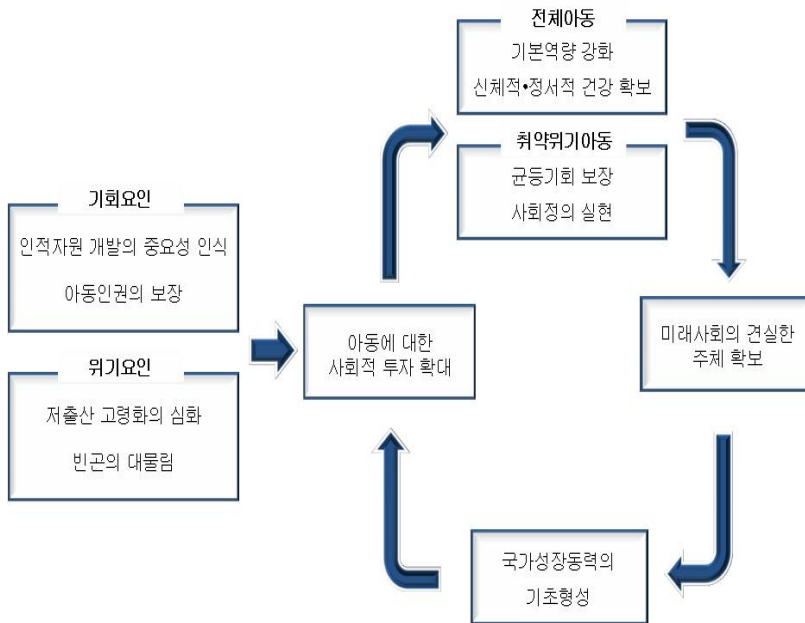 전체아동
기본역량 강화
신체적•정서적 건강 확보
취약위기아동
균등기회 보장
사회정의 실현
기회요인
인적자원 개발의 중요성 인식
아동인권의 보장
위기요인
저출산 고령화의 심화
빈곤의 대물림
아동에 대한
사회적 투자 확대
미래사회의 견실한
주체 확보
국가성장동력의
기초형성